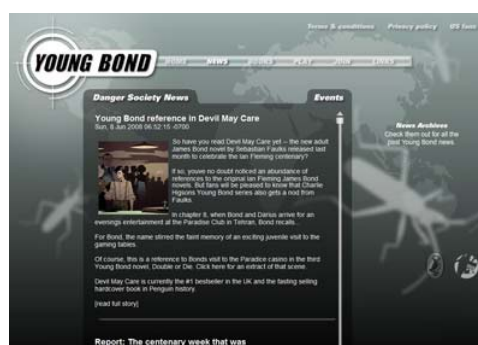 Terms & conditions Privacy policy US fans
YOUNG BOND
HOME NEWS BOOKS PLAY JOIN LINKS
Danger Society News Events
Young Bond reference in Devil May Care
Sun, 8 Jun 2008 06:52:15 -0700
So have you read Devil May Care yet -- the new adult
James Bond novel by Sebastian Faulks released last
month to celebrate the Ian Fleming centenary?
If so, youve no doubt noticed an abundance of
references to the original Ian Fleming James Bond
novels. But fans will be pleased to know that Charlie
Higsons Young Bond series also gets a nod from
Faulks.
In chapter 8, when Bond and Darius arrive for an
evenings entertainment at the Paradise Club in Tehran, Bond recalls...
For Bond, the name stirred the faint memory of an exciting juvenile visit to the
gaming tables.
Of course, this is a reference to Bonds visit to the Paradice casino in the third
Young Bond novel, Double or Die. Click here for an extract of that scene.
Devil May Care is currently the #1 bestseller in the UK and the fasting selling
hardcover book in Penguin history.
[read full story]
Report: The centenary week that was
News Archives
Check them out for all the
past Young Bond news.